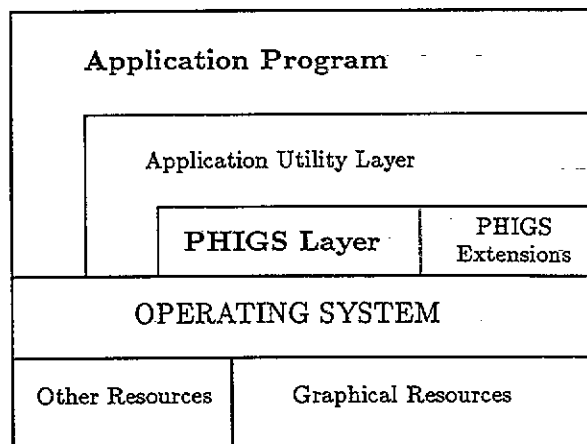 Application Program
Application Utility Layer
PHIGS Layer
PHIGS
Extensions
OPERATING SYSTEM
Other Resources
Graphical Resources